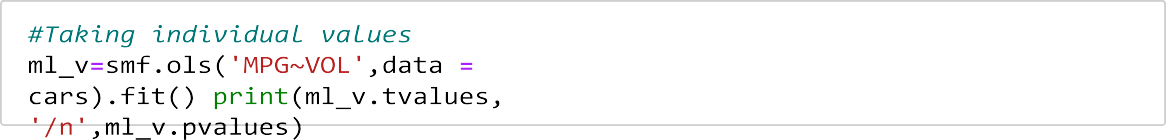 #Taking individual values
ml_v=smf.ols('MPG~VOL',data =
cars).fit() print(ml_v.tvalues,
'/n',ml_v.pvalues)